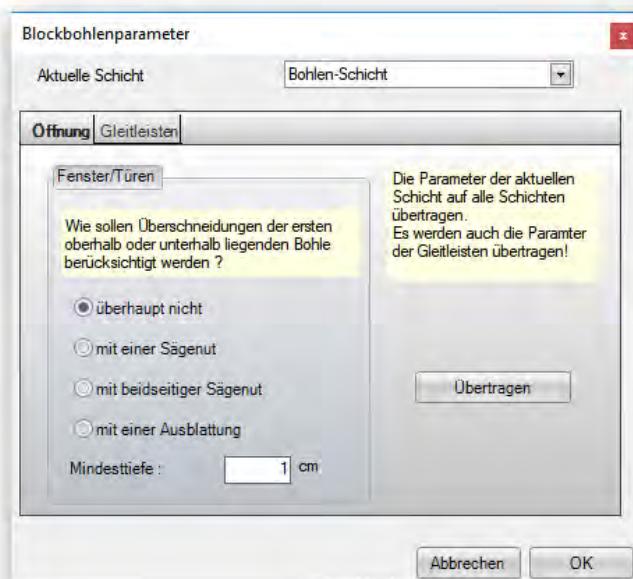 Blockbohlenparameter
x
Aktuelle Schicht
Bohlen-Schicht
Öffnung Gleitleisten
Fenster/Türen
Wie sollen Überschneidungen der ersten
oberhalb oder unterhalb liegenden Bohle
berücksichtigt werden ?
überhaupt nicht
mit einer Sägenut
mit beidseitiger Sägenut
mit einer Ausblattung
Mindesttiefe : 1 cm
Die Parameter der aktuellen
Schicht auf alle Schichten
übertragen.
Es werden auch die Paramter
der Gleitleisten übertragen!
Übertragen
Abbrechen OK